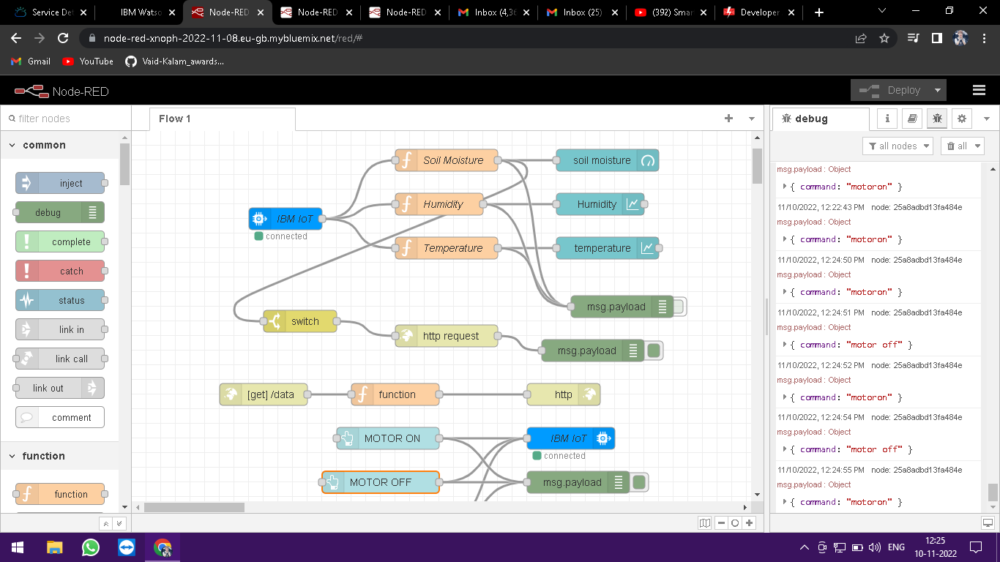 Service Det
IBM Watso
Node-RED
Node-RED
Node-RED
Inbox (4,36
Inbox (25)
(392) Smar
Developer
node-red-xnoph-2022-11-08.eu-gb.mybluemix.net/red/#
Gmail
YouTube
Vaid-Kalam_awards...
Node-RED
Deploy
filter nodes
Flow 1
debug
i
common
all nodes
all
inject
debug
complete
catch
status
link in
link call
link out
comment
function
function
Soil Moisture
soil moisture
Humidity
Humidity
IBM IoT
connected
Temperature
temperature
msg.payload
switch
http request
msg.payload
[get] /data
function
http
MOTOR ON
IBM IoT
connected
MOTOR OFF
msg.payload
msg.payload : Object
{ command: "motoron" }
11/10/2022, 12:22:43 PM node: 25a8adbd13fa484e
msg.payload : Object
{ command: "motoron" }
11/10/2022, 12:24:50 PM node: 25a8adbd13fa484e
msg.payload : Object
{ command: "motoron" }
11/10/2022, 12:24:51 PM node: 25a8adbd13fa484e
msg.payload : Object
{ command: "motor off" }
11/10/2022, 12:24:52 PM node: 25a8adbd13fa484e
msg.payload : Object
{ command: "motoron" }
11/10/2022, 12:24:54 PM node: 25a8adbd13fa484e
msg.payload : Object
{ command: "motor off" }
11/10/2022, 12:24:55 PM node: 25a8adbd13fa484e
msg.payload : Object
{ command: "motoron" }
ENG
12:25
10-11-2022